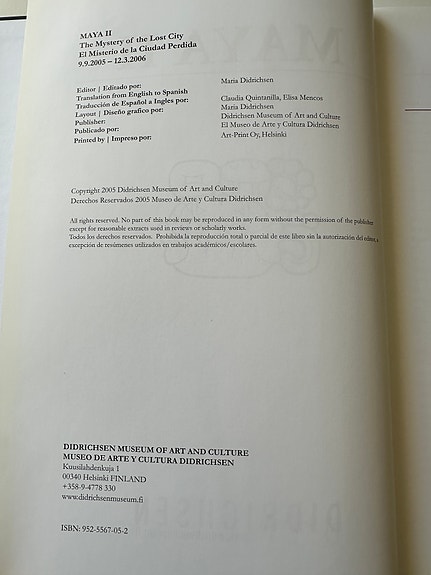 MAYA II
The Mystery of the Lost City
El Misterio de la Ciudad Perdida
9.9.2005 – 12.3.2006
Editor | Editado por: Maria Didrichsen
Translation from English to Spanish
Traducción de Español a Ingles por: Claudia Quintanilla, Elisa Mencos
Layout | Diseño grafico por: Maria Didrichsen
Publisher: Didrichsen Museum of Art and Culture
Publicado por: El Museo de Arte y Cultura Didrichsen
Printed by | Impreso por: Art-Print Oy, Helsinki
Copyright 2005 Didrichsen Museum of Art and Culture
Derechos Reservados 2005 Museo de Arte y Cultura Didrichsen
All rights reserved. No part of this book may be reproduced in any form without the permission of the publisher
except for reasonable extracts used in reviews or scholarly works.
Todos los derechos reservados. Prohibida la reproducción total o parcial de este libro sin la autorización del editor, a
excepción de resúmenes utilizados en trabajos académicos/escolares.
DIDRICHSEN MUSEUM OF ART AND CULTURE
MUSEO DE ARTE Y CULTURA DIDRICHSEN
Kuusilahdenkuja 1
00340 Helsinki FINLAND
+358-9-4778 330
www.didrichsenmuseum.fi
ISBN: 952-5567-05-2